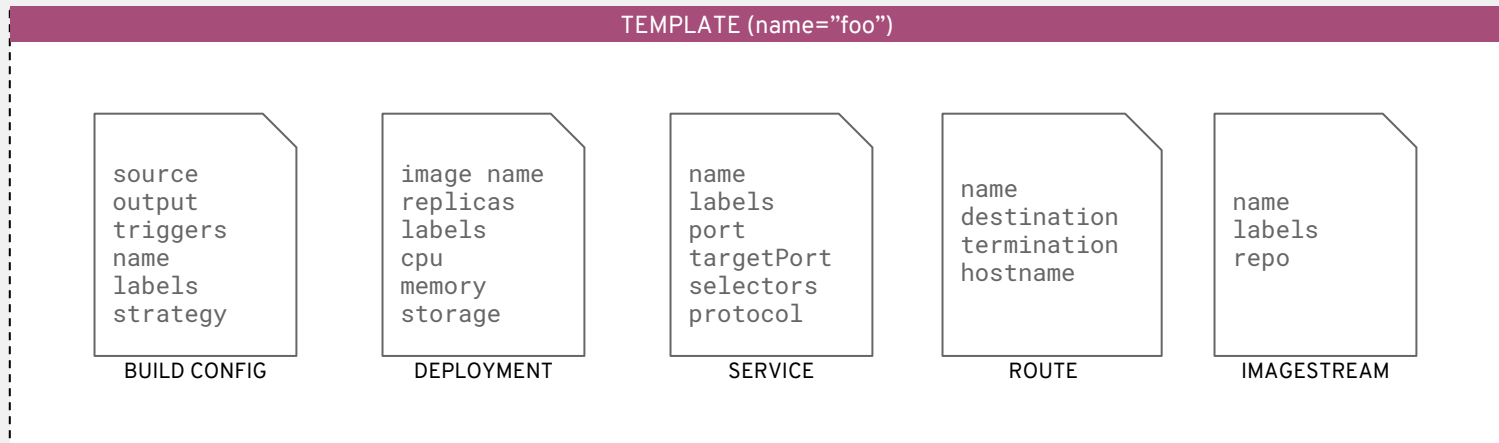 TEMPLATE (name=”foo”)
source
output
triggers
name
labels
strategy
BUILD CONFIG
image name
replicas
labels
cpu
memory
storage
DEPLOYMENT
name
labels
port
targetPort
selectors
protocol
SERVICE
name
destination
termination
hostname
ROUTE
name
labels
repo
IMAGESTREAM